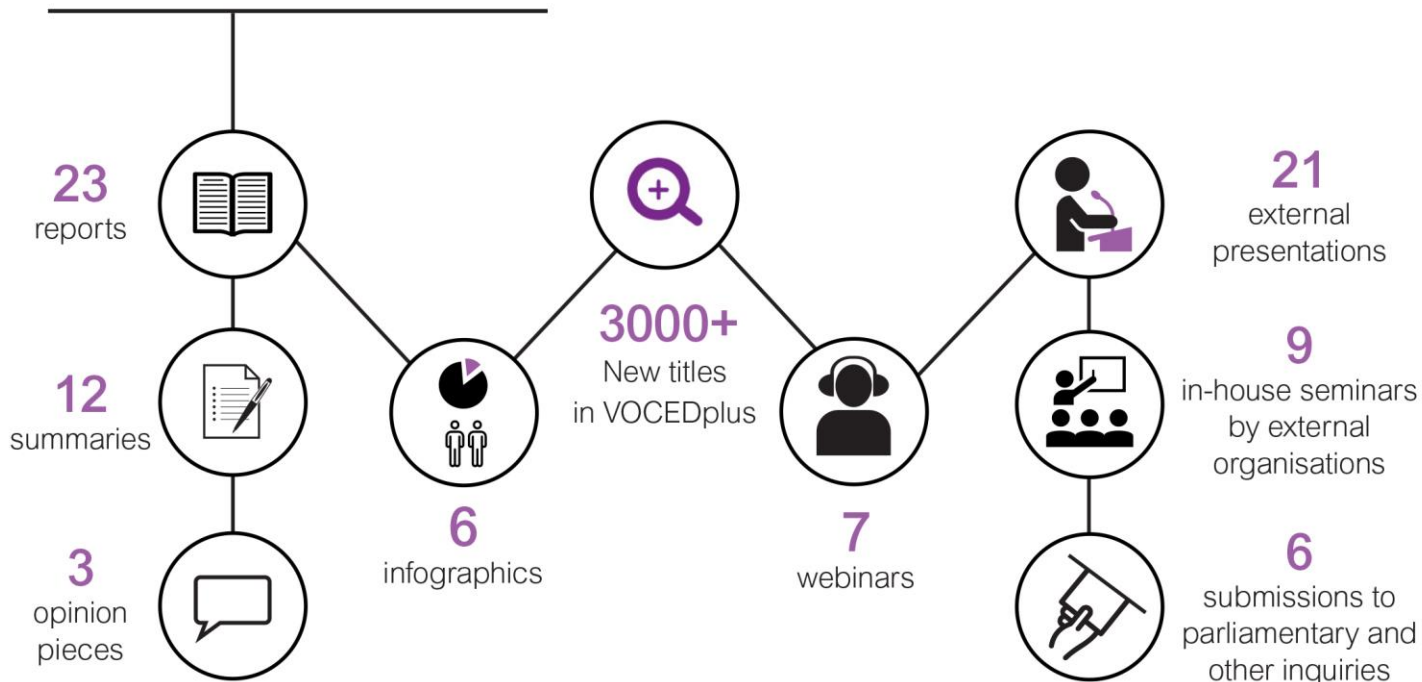 23
reports
12
summaries
3
opinion
pieces
6
infographics
3000+
New titles
in VOCEDplus
7
webinars
21
external
presentations
9
in-house seminars
by external
organisations
6
submissions to
parliamentary and
other inquiries